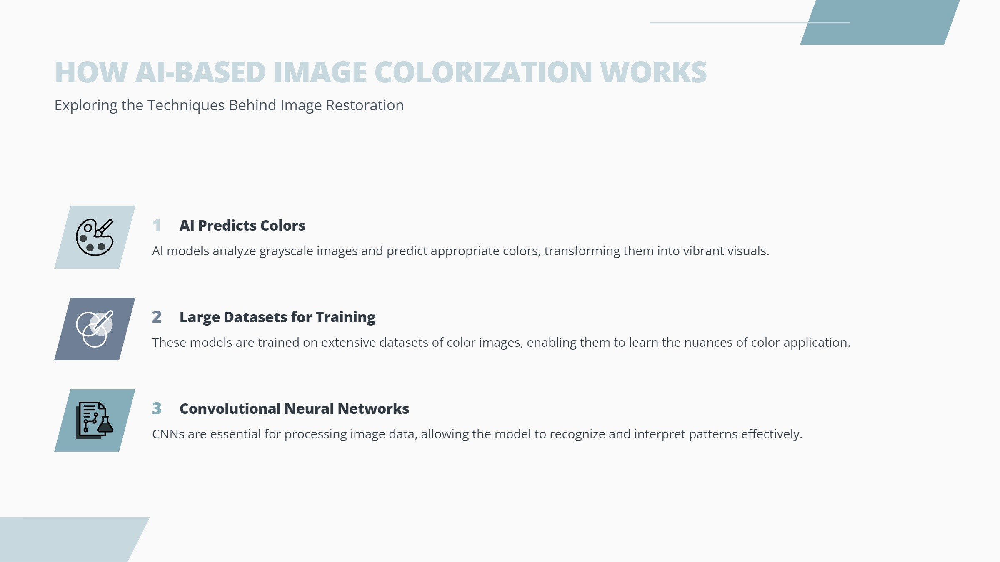 HOW AI-BASED IMAGE COLORIZATION WORKS
Exploring the Techniques Behind Image Restoration
1 AI Predicts Colors
AI models analyze grayscale images and predict appropriate colors, transforming them into vibrant visuals.
2 Large Datasets for Training
These models are trained on extensive datasets of color images, enabling them to learn the nuances of color application.
3 Convolutional Neural Networks
CNNs are essential for processing image data, allowing the model to recognize and interpret patterns effectively.